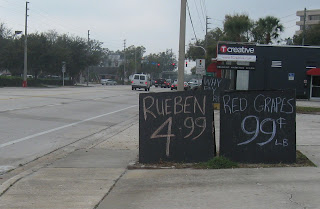 creative
RUEBEN
4.99
RED GRAPES
99¢
LB